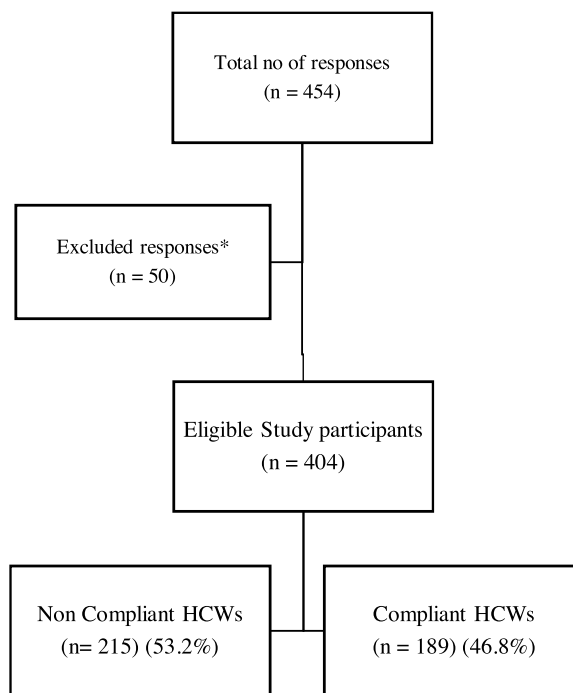 Total no of responses
(n = 454)
Excluded responses*
(n = 50)
Eligible Study participants
(n = 404)
Non Compliant HCWs
(n= 215) (53.2%)
Compliant HCWs
(n = 189) (46.8%)